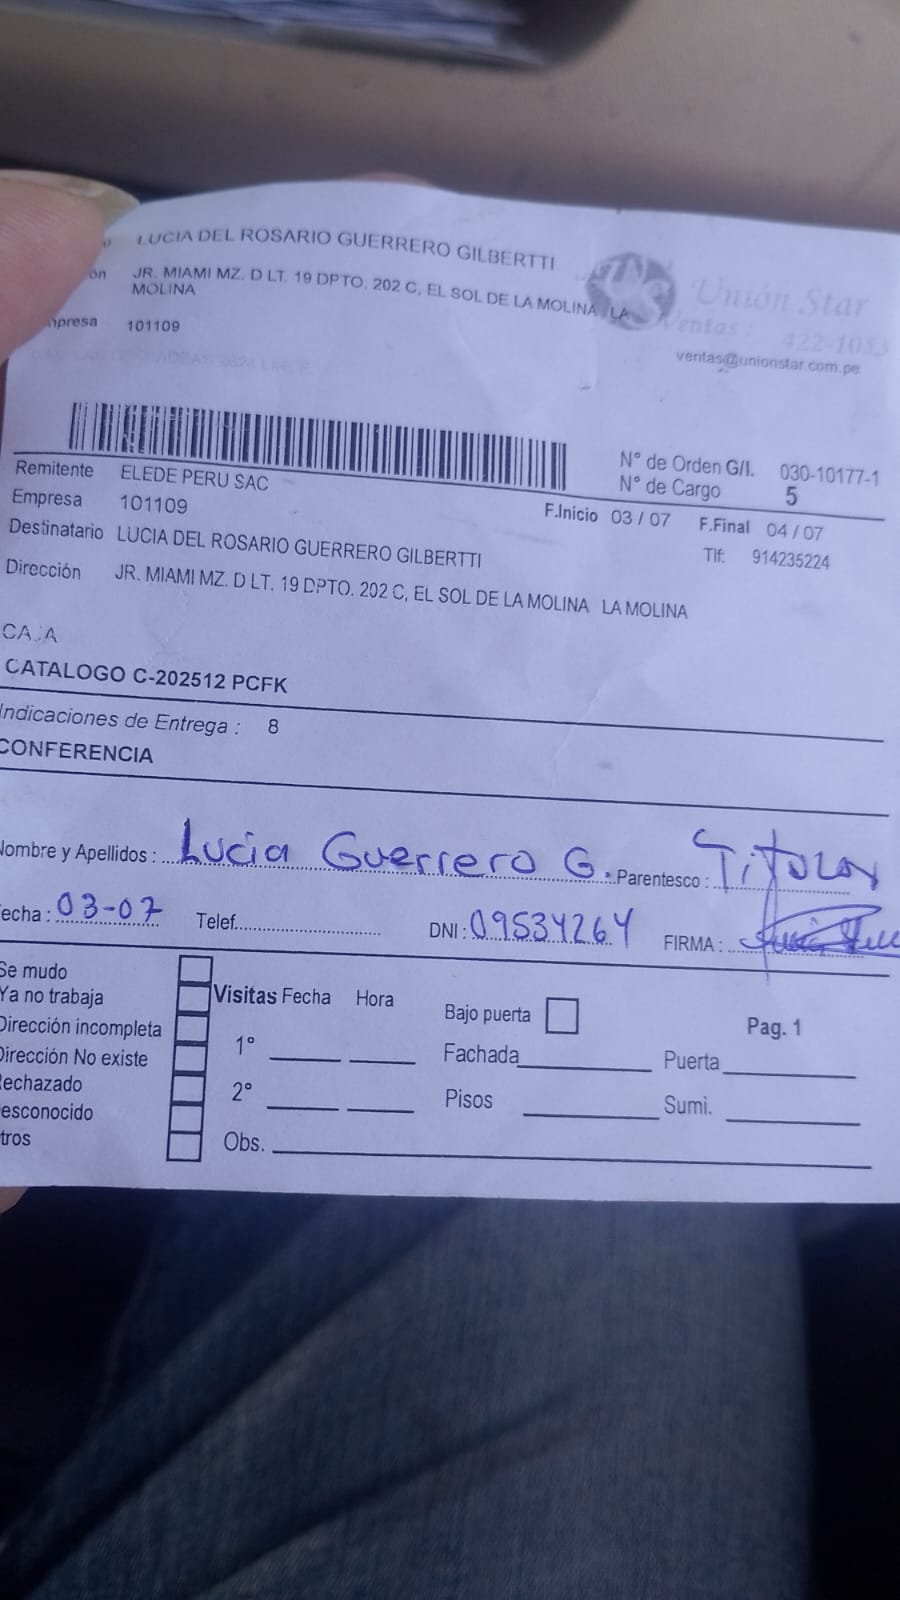 LUCIA DEL ROSARIO GUERRERO GILBERTTI
JR. MIAMI MZ. D LT. 19 DPTO. 202 C, EL SOL DE LA MOLINA LA
MOLINA
mpresa 101109
Unión Star
Ventas : 422-1053
ventas@unionstar.com.pe
N° de Orden G/I. 030-10177-1
N° de Cargo 5
Remitente ELEDE PERU SAC
Empresa 101109
F.Inicio 03 / 07 F.Final 04 / 07
Destinatario LUCIA DEL ROSARIO GUERRERO GILBERTTI
Tlf: 914235224
Dirección JR. MIAMI MZ. D LT. 19 DPTO. 202 C, EL SOL DE LA MOLINA LA MOLINA
CAJA
CATALOGO C-202512 PCFK
Indicaciones de Entrega : 8
CONFERENCIA
Nombre y Apellidos : Lucia Guerrero G. Parentesco : Titular
echa : 03-07 Telef. DNI : 09534264 FIRMA :
Se mudo
Ya no trabaja
Dirección incompleta
Dirección No existe
Rechazado
esconocido
tros
Visitas Fecha Hora
1°
2°
Obs.
Bajo puerta
Fachada Puerta
Pisos Sumi.
Pag. 1